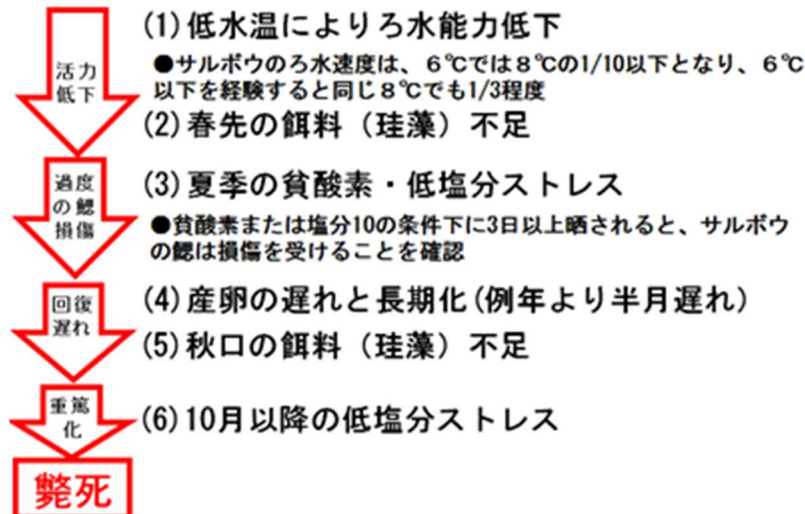 (1)低水温によりろ水能力低下
活力
低下
●サルボウのろ水速度は、６℃では８℃の1/10以下となり、６℃
以下を経験すると同じ８℃でも1/3程度
(2)春先の餌料（珪藻）不足
過度
の鰓
損傷
(3)夏季の貧酸素・低塩分ストレス
●貧酸素または塩分10の条件下に3日以上晒されると、サルボウ
の鰓は損傷を受けることを確認
回復
遅れ
(4)産卵の遅れと長期化(例年より半月遅れ)
(5)秋口の餌料（珪藻）不足
重篤
化
(6)10月以降の低塩分ストレス
斃死